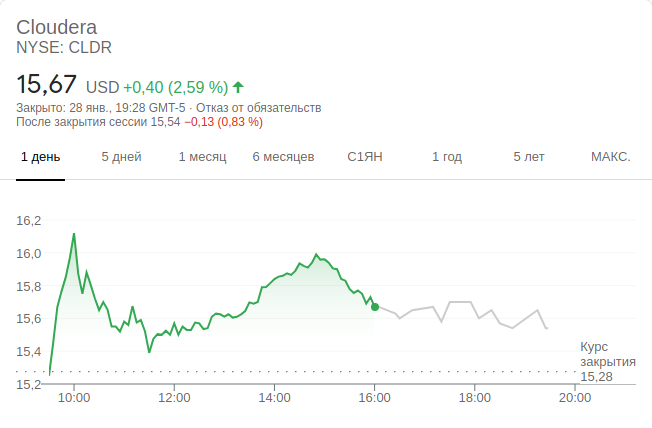 Cloudera
NYSE: CLDR
15,67 USD +0,40 (2,59 %)
Закрыто: 28 янв., 19:28 GMT-5 · Отказ от обязательств
После закрытия сессии 15,54 −0,13 (0,83 %)
1 день 5 дней 1 месяц 6 месяцев С1ЯН 1 год 5 лет МАКС.
16,2
16,0
15,8
15,6
15,4
Курс
закрытия
15,28
15,2
10:00 12:00 14:00 16:00 18:00 20:00